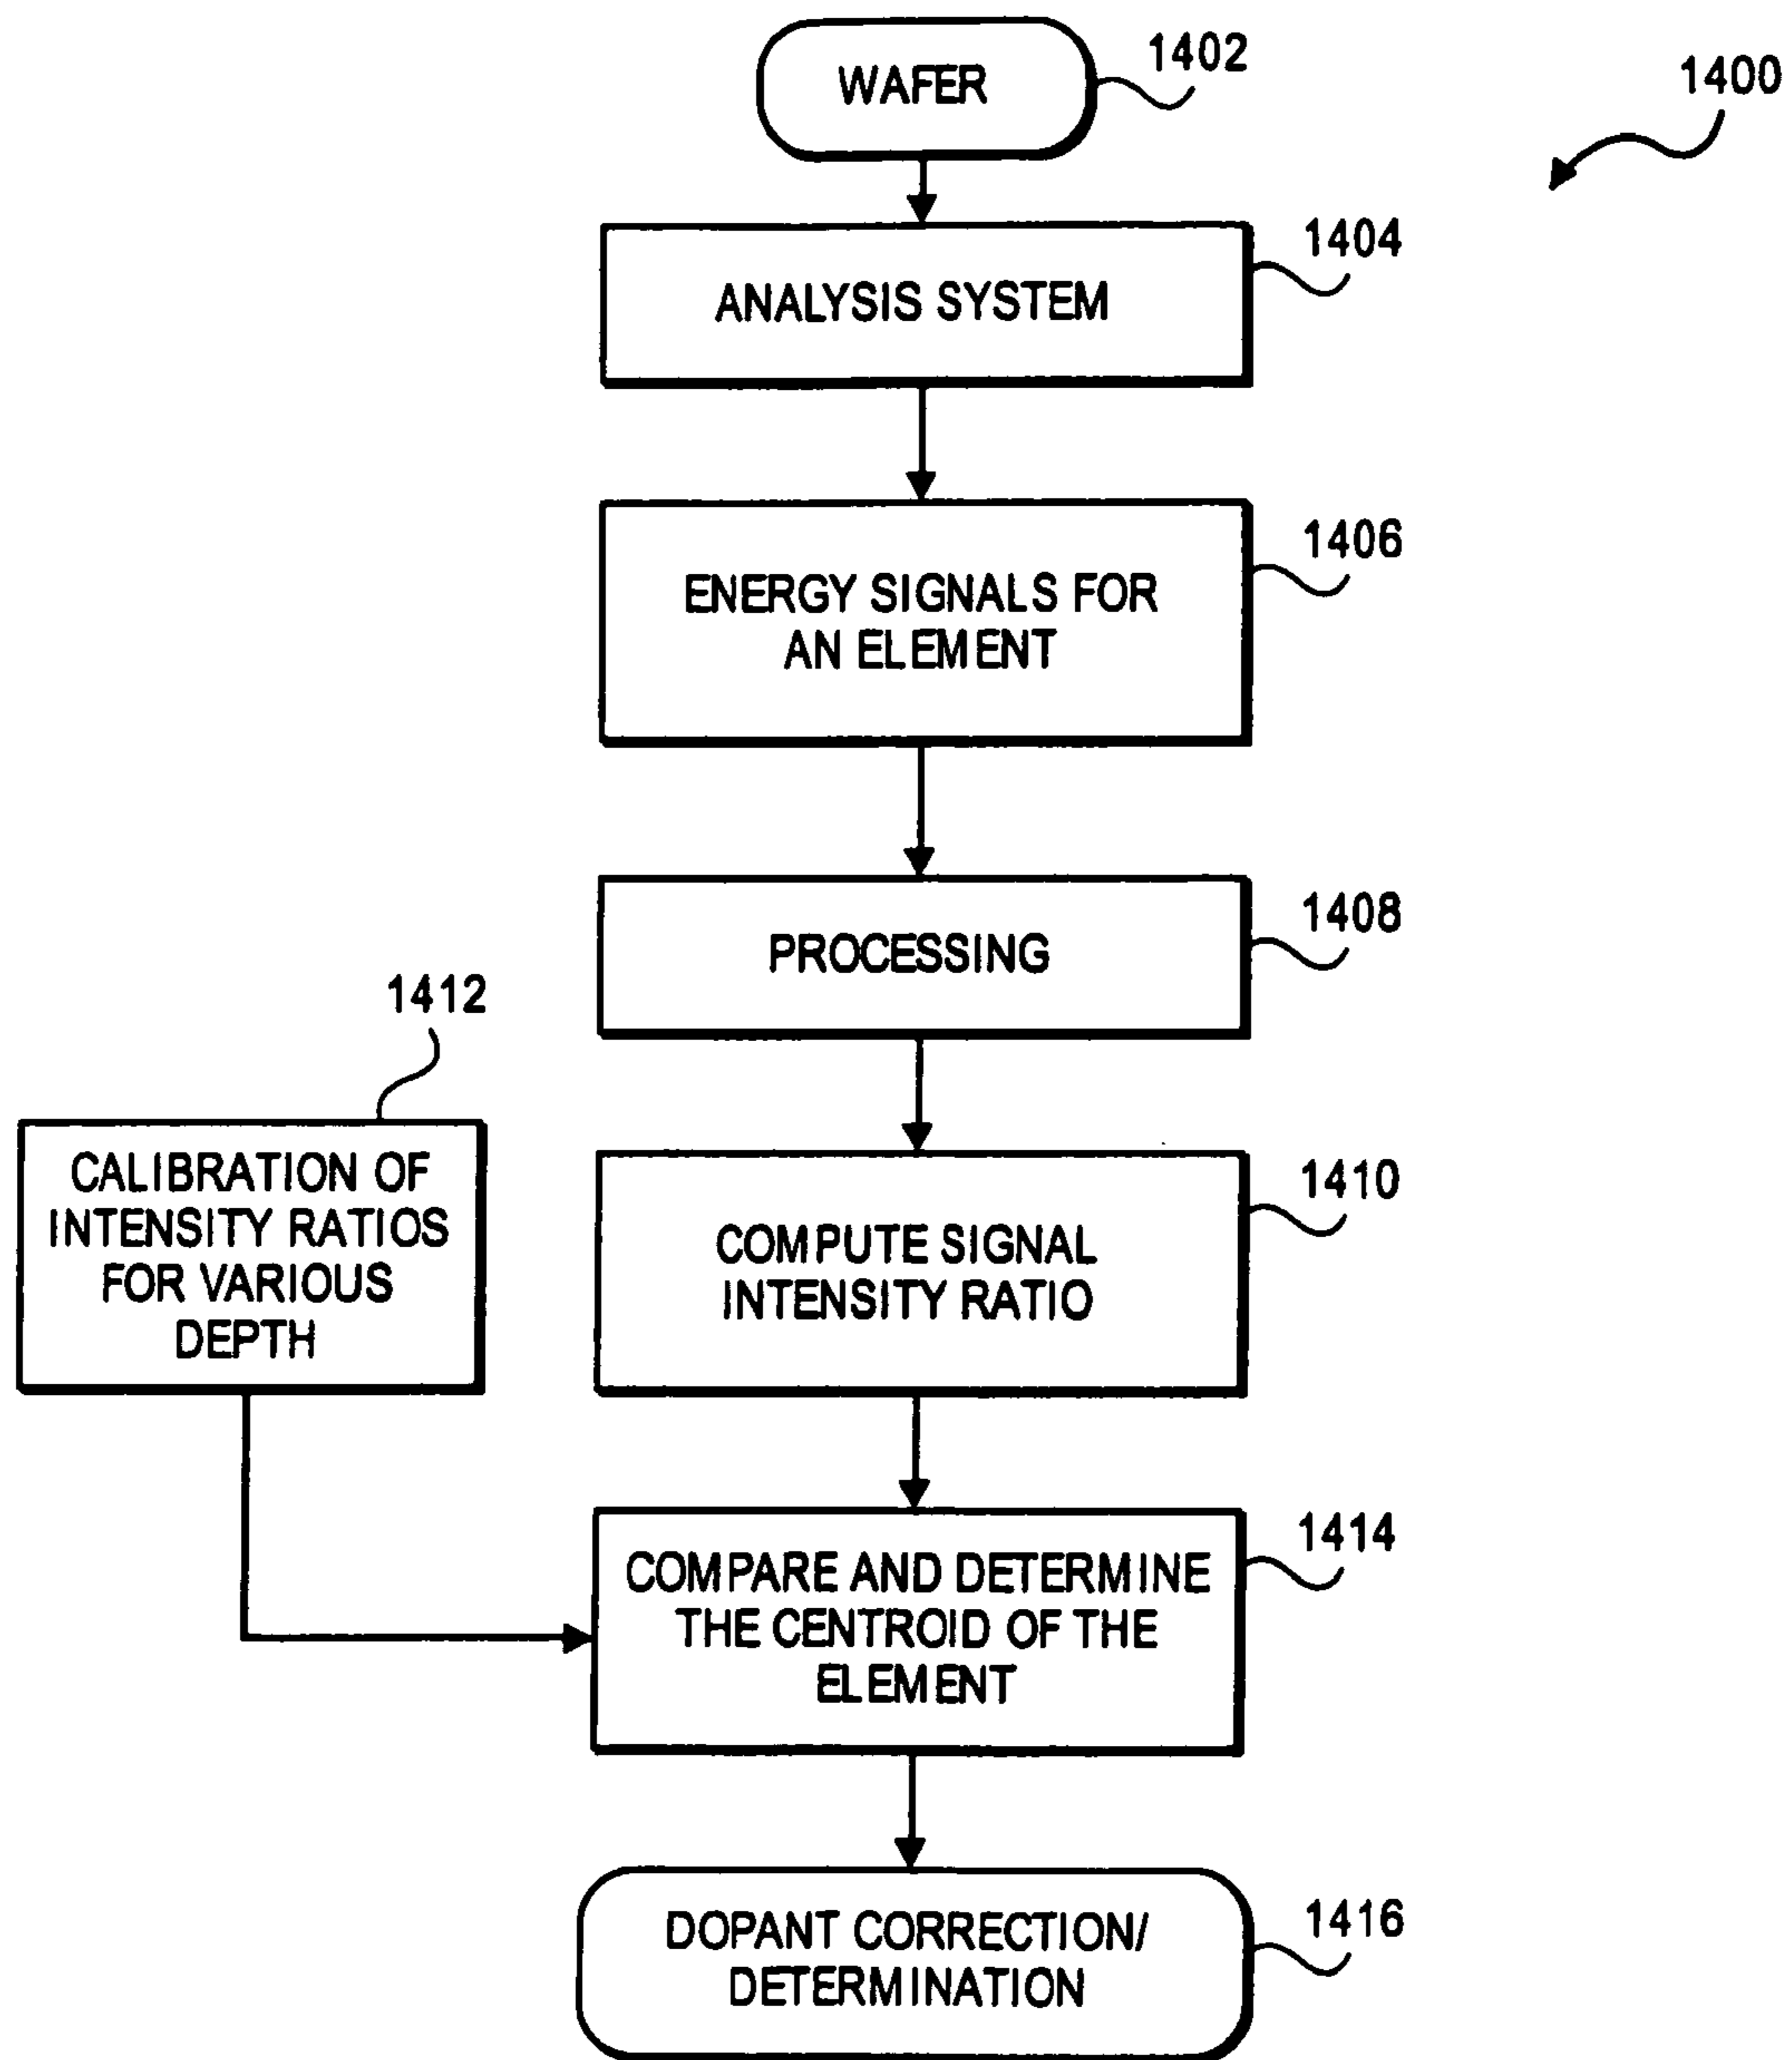 WAFER
1402
1400
ANALYSIS SYSTEM
1404
ENERGY SIGNALS FOR
AN ELEMENT
1406
PROCESSING
1408
1412
CALIBRATION OF
INTENSITY RATIOS
FOR VARIOUS
DEPTH
COMPUTE SIGNAL
INTENSITY RATIO
1410
COMPARE AND DETERMINE
THE CENTROID OF THE
ELEMENT
1414
DOPANT CORRECTION/
DETERMINATION
1416